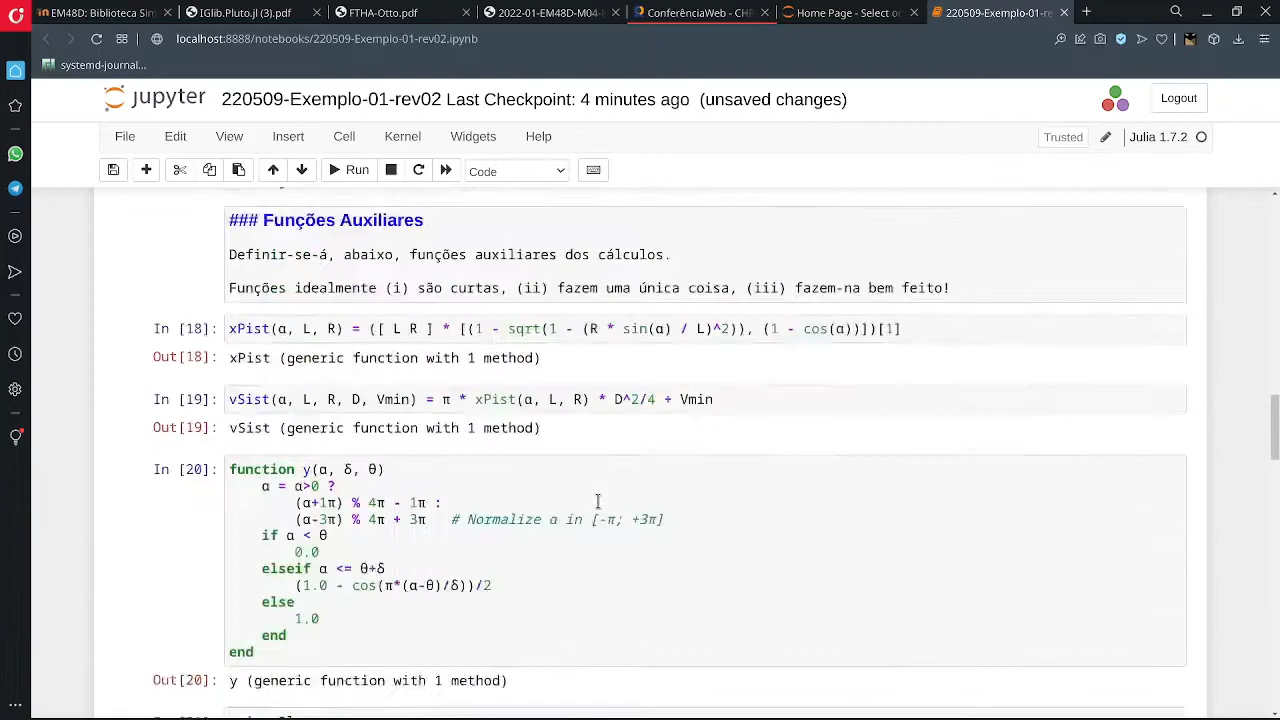 EM48D: Biblioteca Sim
IGlib.Pluto.jl (3).pdf
FTHA-Otto.pdf
2022-01-EM48D-M04-
ConferênciaWeb -
Home Page - Select or
220509-Exemplo-01-re
localhost:8888/notebooks/220509-Exemplo-01-rev02.ipynb
systemd-journal...
jupyter 220509-Exemplo-01-rev02 Last Checkpoint: 4 minutes ago (unsaved changes)
Logout
File Edit View Insert Cell Kernel Widgets Help
Trusted
Julia 1.7.2
Run
Code
### Funções Auxiliares
Definir-se-á, abaixo, funções auxiliares dos cálculos.
Funções idealmente (i) são curtas, (ii) fazem uma única coisa, (iii) fazem-na bem feito!
In [18]: xPist(α, L, R) = ([ L R ] * [(1 - sqrt(1 - (R * sin(α) / L)^2)), (1 - cos(α))])[1]
Out[18]: xPist (generic function with 1 method)
In [19]: vSist(α, L, R, D, Vmin) = π * xPist(α, L, R) * D^2/4 + Vmin
Out[19]: vSist (generic function with 1 method)
In [20]: function y(α, δ, θ)
α = α>0 ?
(α+1π) % 4π - 1π :
(α-3π) % 4π + 3π # Normalize α in [-π; +3π]
if α < θ
0.0
elseif α <= θ+δ
(1.0 - cos(π*(α-θ)/δ))/2
else
1.0
end
end
Out[20]: y (generic function with 1 method)